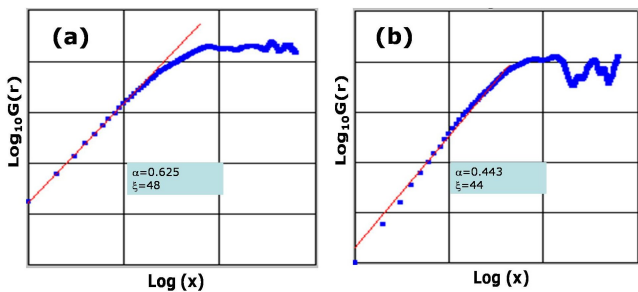 (a)
Log₁₀G(r)
α=0.625
ξ=48
Log (x)
(b)
Log₁₀G(r)
α=0.443
ξ=44
Log (x)